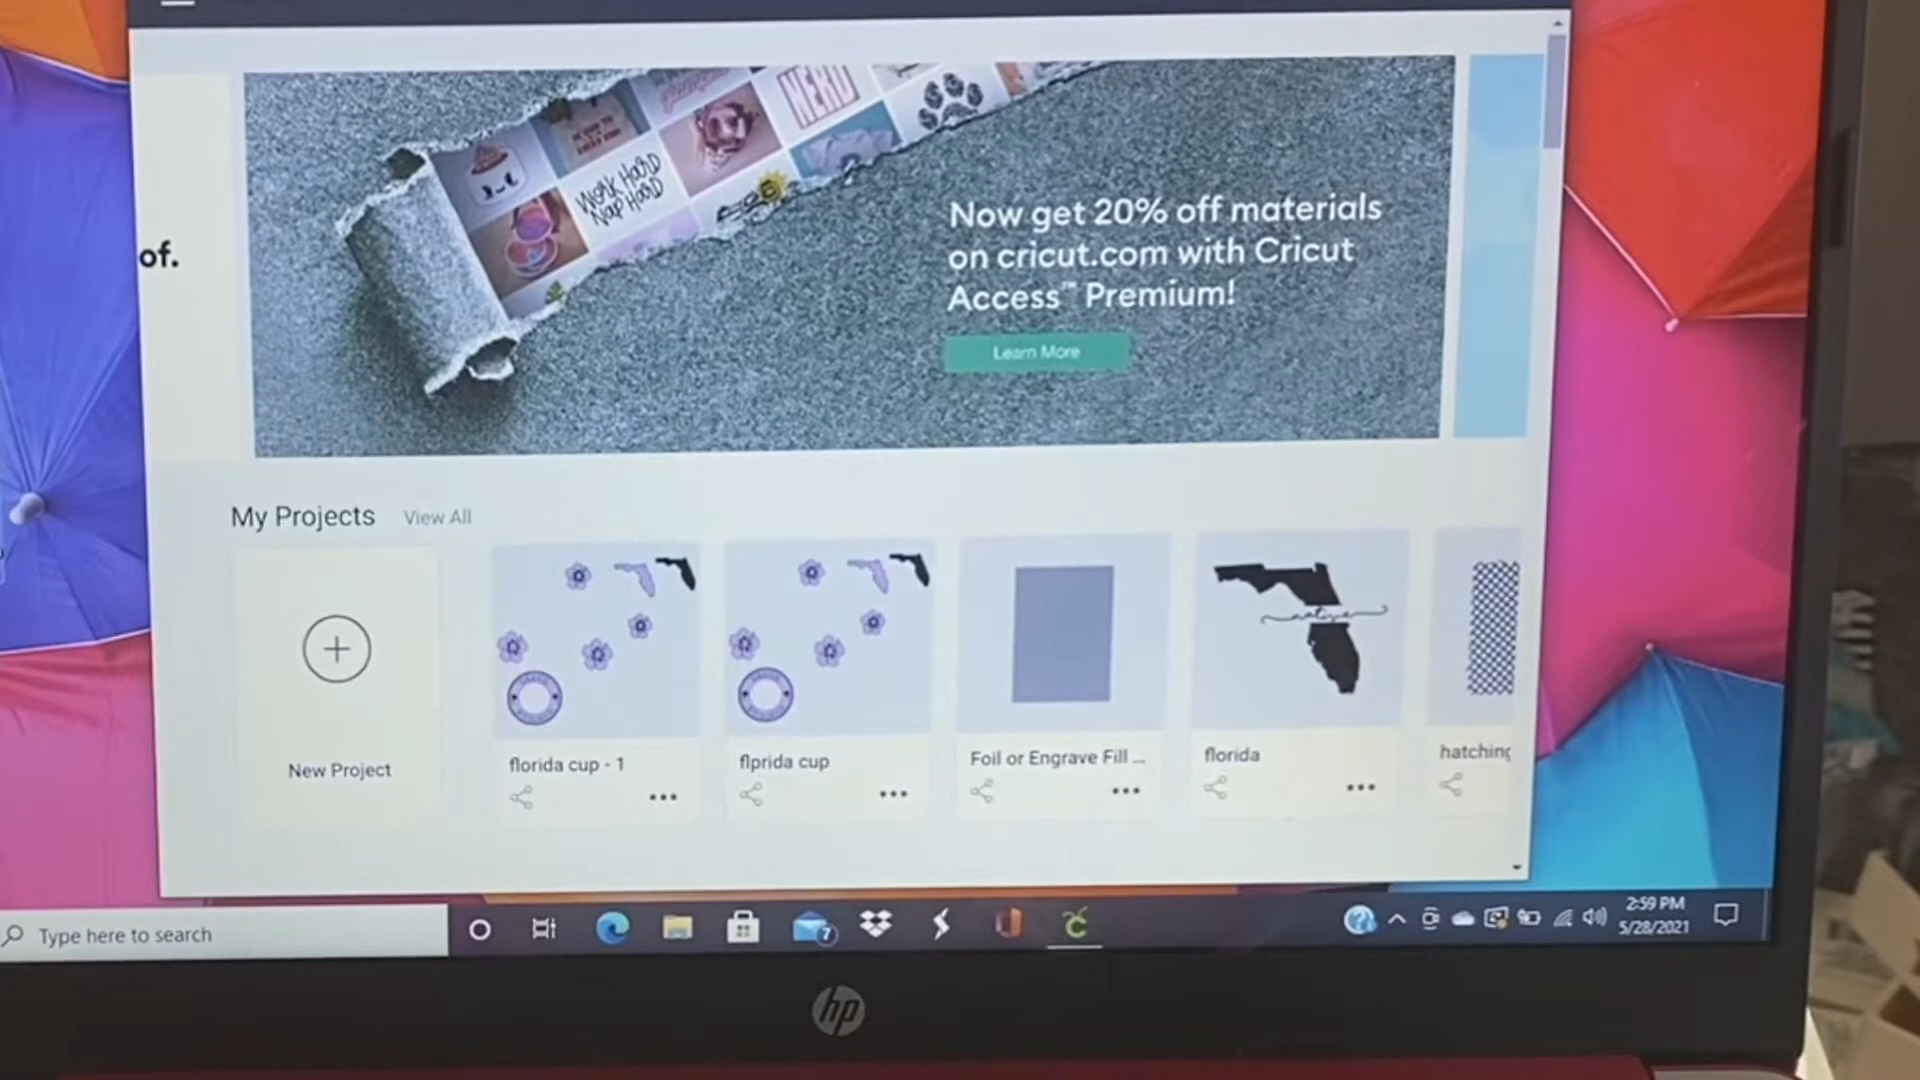 of.
NERD
WORK HARD
NAP HARD
Now get 20% off materials
on cricut.com with Cricut
Access™ Premium!
Learn More
My Projects View All
New Project
florida cup - 1
flprida cup
Foil or Engrave Fill ...
native
florida
hatching
Type here to search
7
2:59 PM
5/28/2021
hp